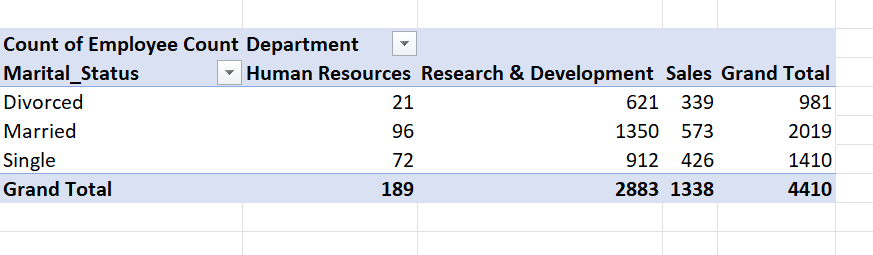 Count of Employee Count Department
Marital_Status Human Resources Research & Development Sales Grand Total
Divorced 21 621 339 981
Married 96 1350 573 2019
Single 72 912 426 1410
Grand Total 189 2883 1338 4410